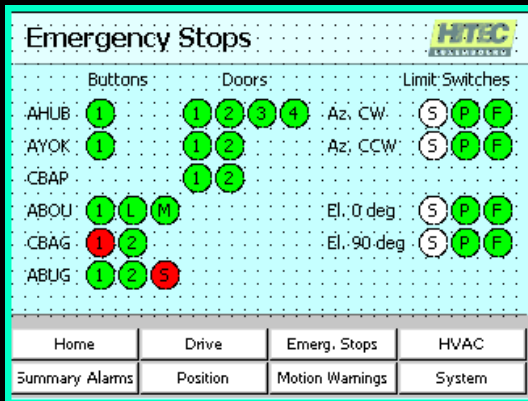 Emergency Stops
HITEC
LUXEMBOURG
Buttons Doors Limit Switches
AHUB 1 1 2 3 4 Az. CW S P F
AYOK 1 1 2 Az. CCW S P F
CBAP 1 2
ABOU 1 L M El. 0 deg S P F
CBAG 1 2 El. 90 deg S P F
ABUG 1 2 S
Home Drive Emerg. Stops HVAC
Summary Alarms Position Motion Warnings System